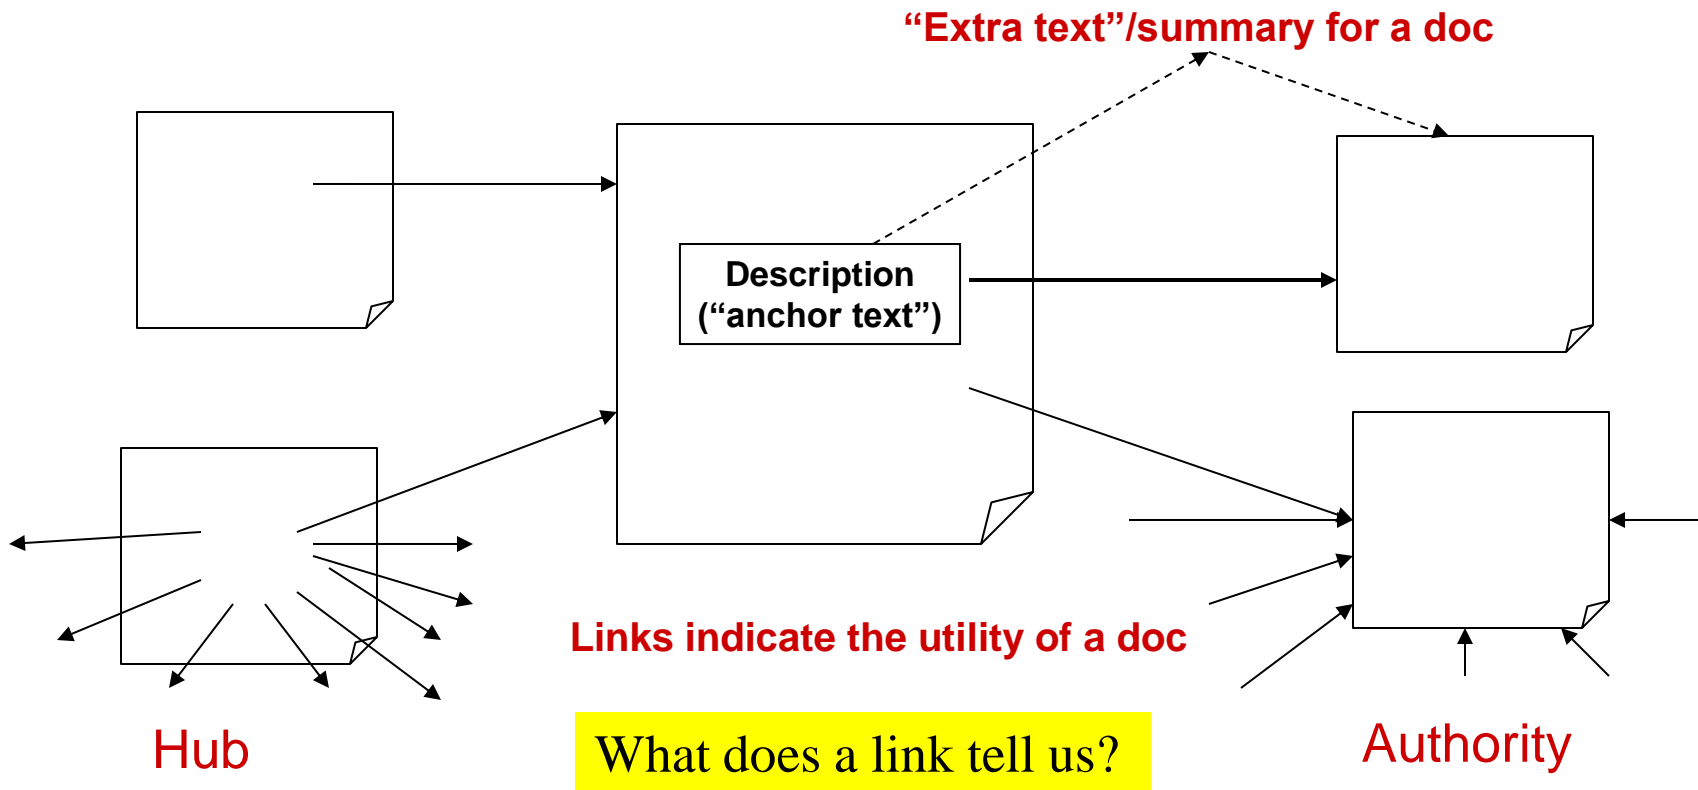 “Extra text”/summary for a doc
Description
(“anchor text”)
Links indicate the utility of a doc
Hub
What does a link tell us?
Authority